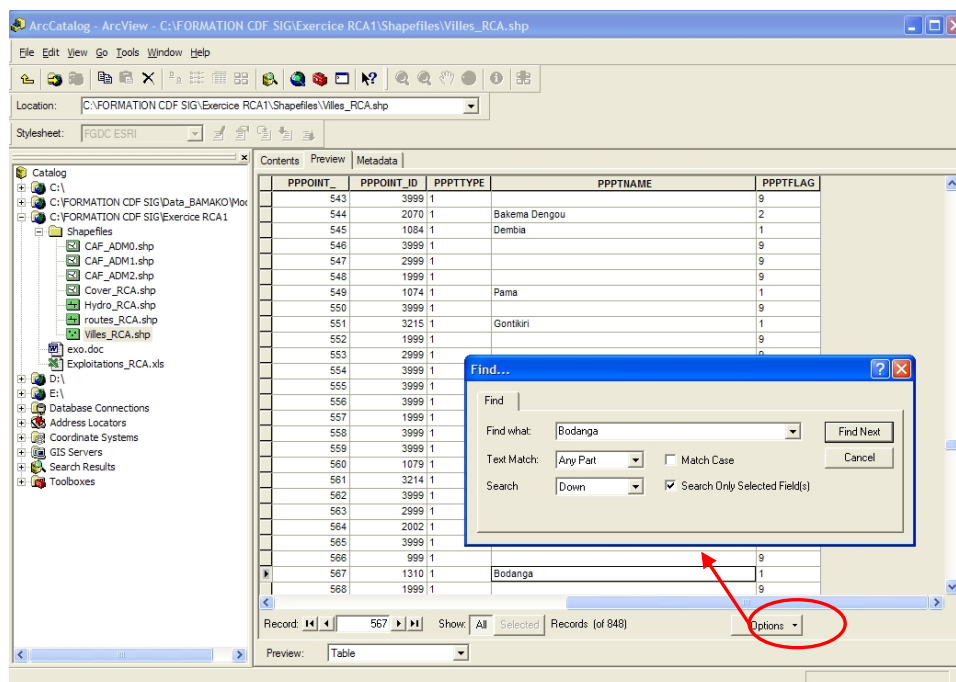 ArcCatalog - ArcView - C:\FORMATION CDF SIG\Exercice RCA1\Shapefiles\Villes_RCA.shp
File Edit View Go Tools Window Help
Location: C:\FORMATION CDF SIG\Exercice RCA1\Shapefiles\Villes_RCA.shp
Stylesheet: FGDC ESRI
Catalog
C:\
C:\FORMATION CDF SIG\Data_BAMAKO\Mo
C:\FORMATION CDF SIG\Exercice RCA1
Shapefiles
CAF_ADM0.shp
CAF_ADM1.shp
CAF_ADM2.shp
Cover_RCA.shp
Hydro_RCA.shp
routes_RCA.shp
Villes_RCA.shp
exo.doc
Exploitations_RCA.xls
D:\
E:\
Database Connections
Address Locators
Coordinate Systems
GIS Servers
Search Results
Toolboxes
Contents Preview Metadata
PPPOINT_ PPPOINT_ID PPPTTYPE PPPTNAME PPPTFLAG
543 3999 1 9
544 2070 1 Bakema Dengou 2
545 1084 1 Dembia 1
546 3999 1 9
547 2999 1 9
548 1999 1 9
549 1074 1 Pama 1
550 3999 1 9
551 3215 1 Gontikiri 1
552 1999 1 9
553 2999 1 9
554 3999 1
555 3999 1
556 3999 1
557 1999 1
558 3999 1
559 3999 1
560 1079 1
561 3214 1
562 3999 1
563 2999 1
564 2002 1
565 3999 1
566 999 1 9
567 1310 1 Bodanga 1
568 1999 1 9
Find...
Find
Find what: Bodanga Find Next
Text Match: Any Part Match Case Cancel
Search Down Search Only Selected Field(s)
Record: 567 Show: All Selected Records (of 848) Options
Preview: Table